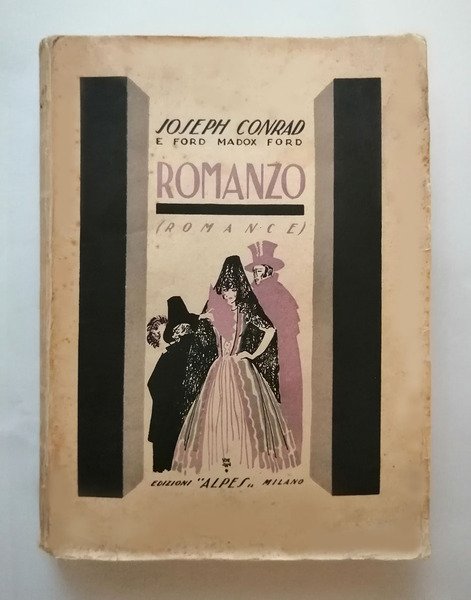 JOSEPH CONRAD
E FORD MADOX FORD
ROMANZO
(ROMANCE)
EDIZIONI "ALPES" MILANO